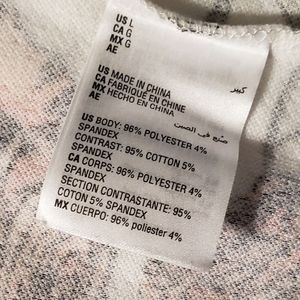 US L
CA G
MX G
AE كبير
US MADE IN CHINA
CA FABRIQUÉ EN CHINE
MX HECHO EN CHINA
AE صنع في الصين
US BODY: 96% POLYESTER 4%
SPANDEX
CONTRAST: 95% COTTON 5%
SPANDEX
CA CORPS: 96% POLYESTER 4%
SPANDEX
SECTION CONTRASTANTE: 95%
COTON 5% SPANDEX
MX CUERPO: 96% poliester 4%